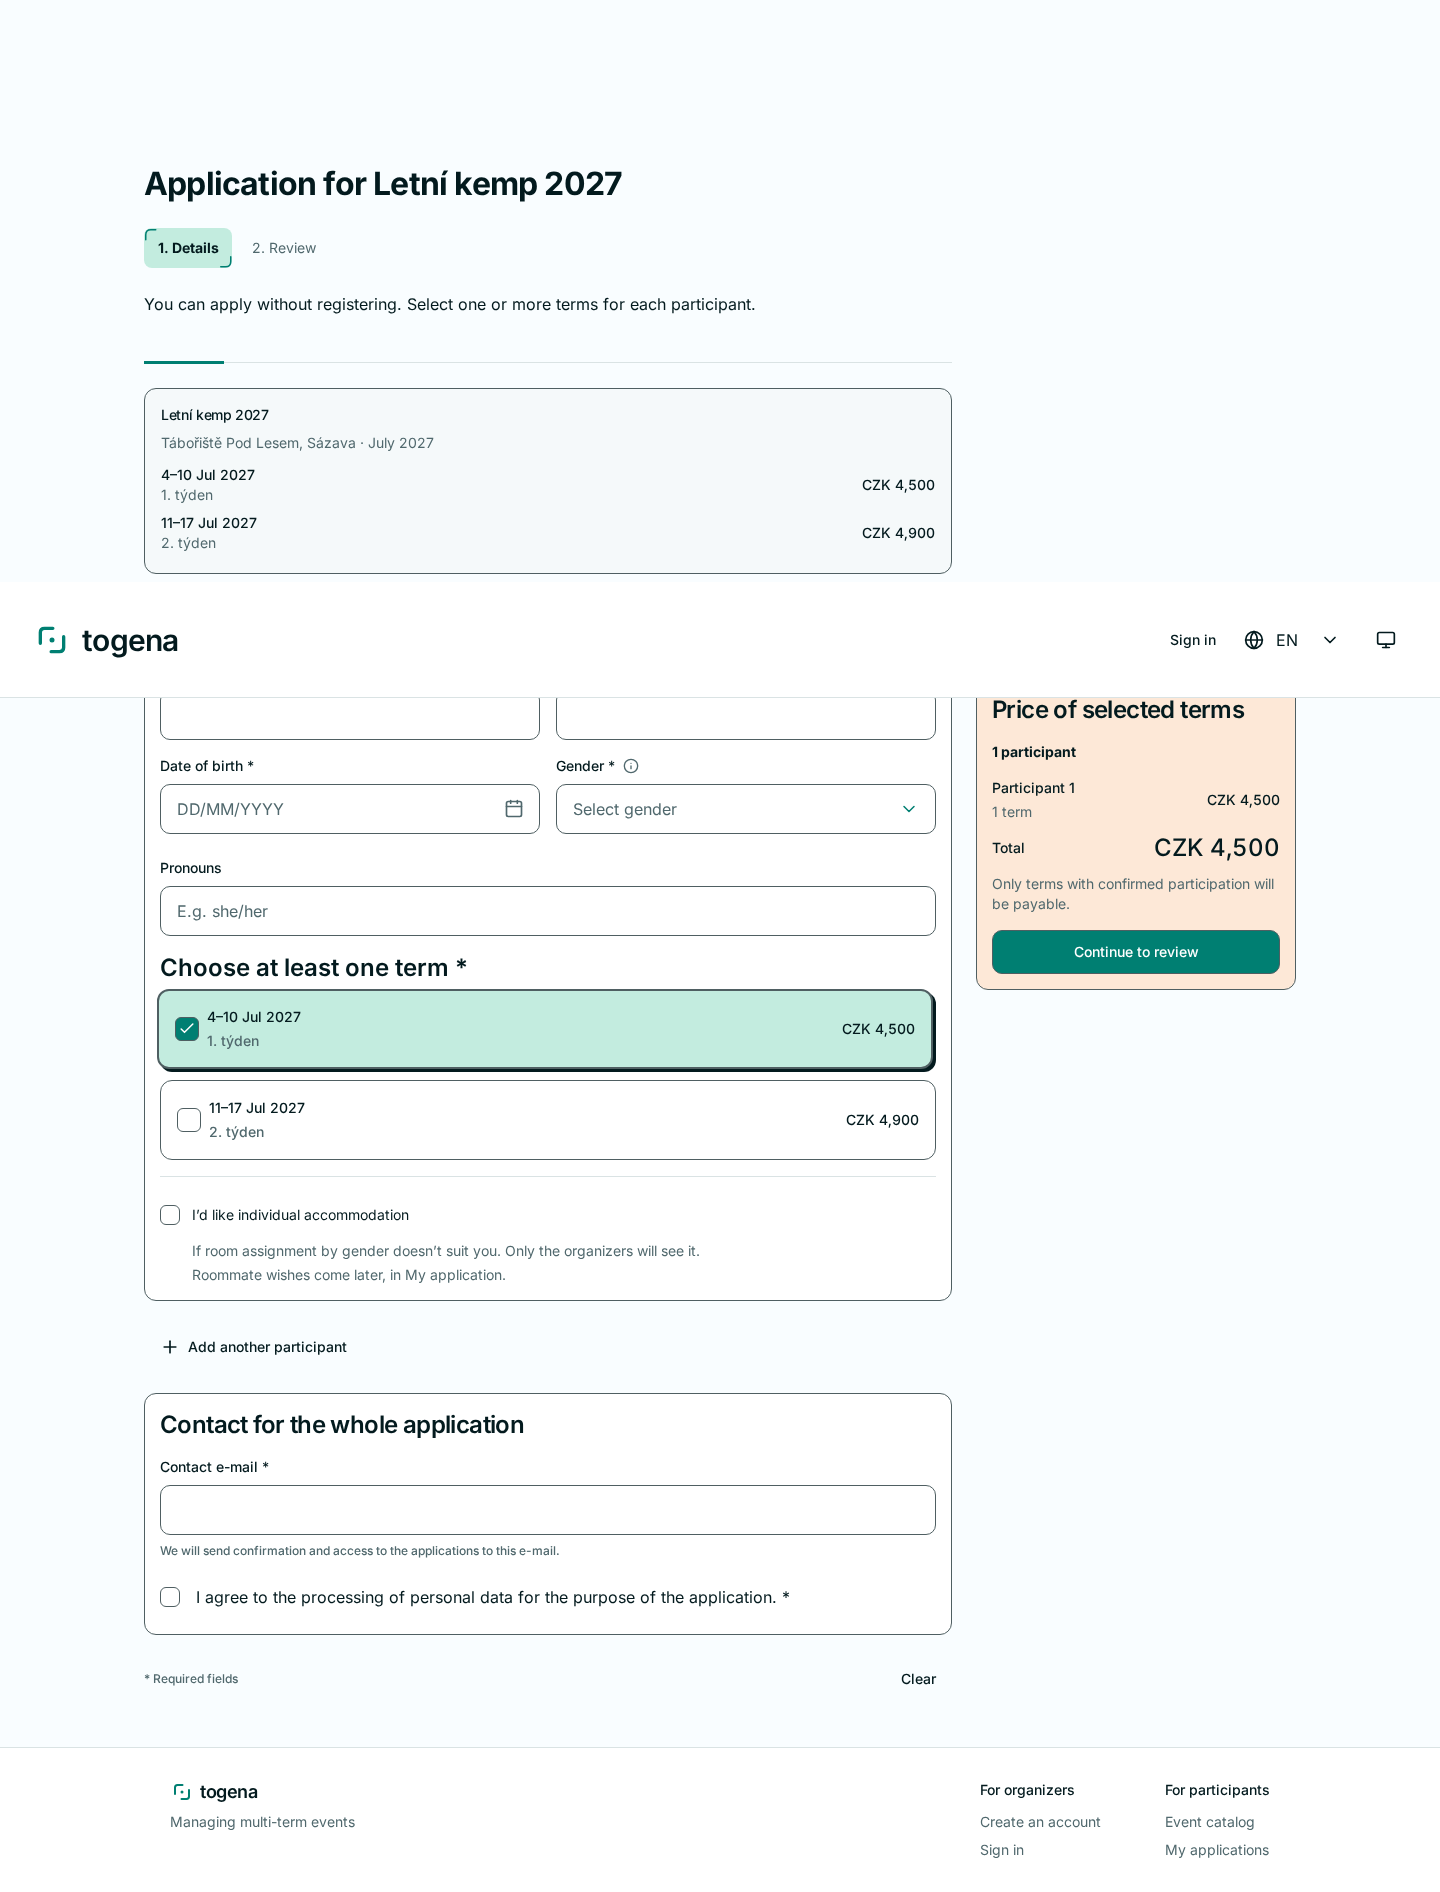 Application for Letní kemp 2027
1. Details
2. Review
You can apply without registering. Select one or more terms for each participant.
Letní kemp 2027
Tábořiště Pod Lesem, Sázava · July 2027
4–10 Jul 2027
1. týden
CZK 4,500
11–17 Jul 2027
2. týden
CZK 4,900
togena
Sign in
EN
Date of birth *
DD/MM/YYYY
Gender *
Select gender
Pronouns
E.g. she/her
Choose at least one term *
4–10 Jul 2027
1. týden
CZK 4,500
11–17 Jul 2027
2. týden
CZK 4,900
I’d like individual accommodation
If room assignment by gender doesn’t suit you. Only the organizers will see it.
Roommate wishes come later, in My application.
Add another participant
Price of selected terms
1 participant
Participant 1
1 term
CZK 4,500
Total
CZK 4,500
Only terms with confirmed participation will
be payable.
Continue to review
Contact for the whole application
Contact e-mail *
We will send confirmation and access to the applications to this e-mail.
I agree to the processing of personal data for the purpose of the application. *
* Required fields
Clear
togena
Managing multi-term events
For organizers
Create an account
Sign in
For participants
Event catalog
My applications